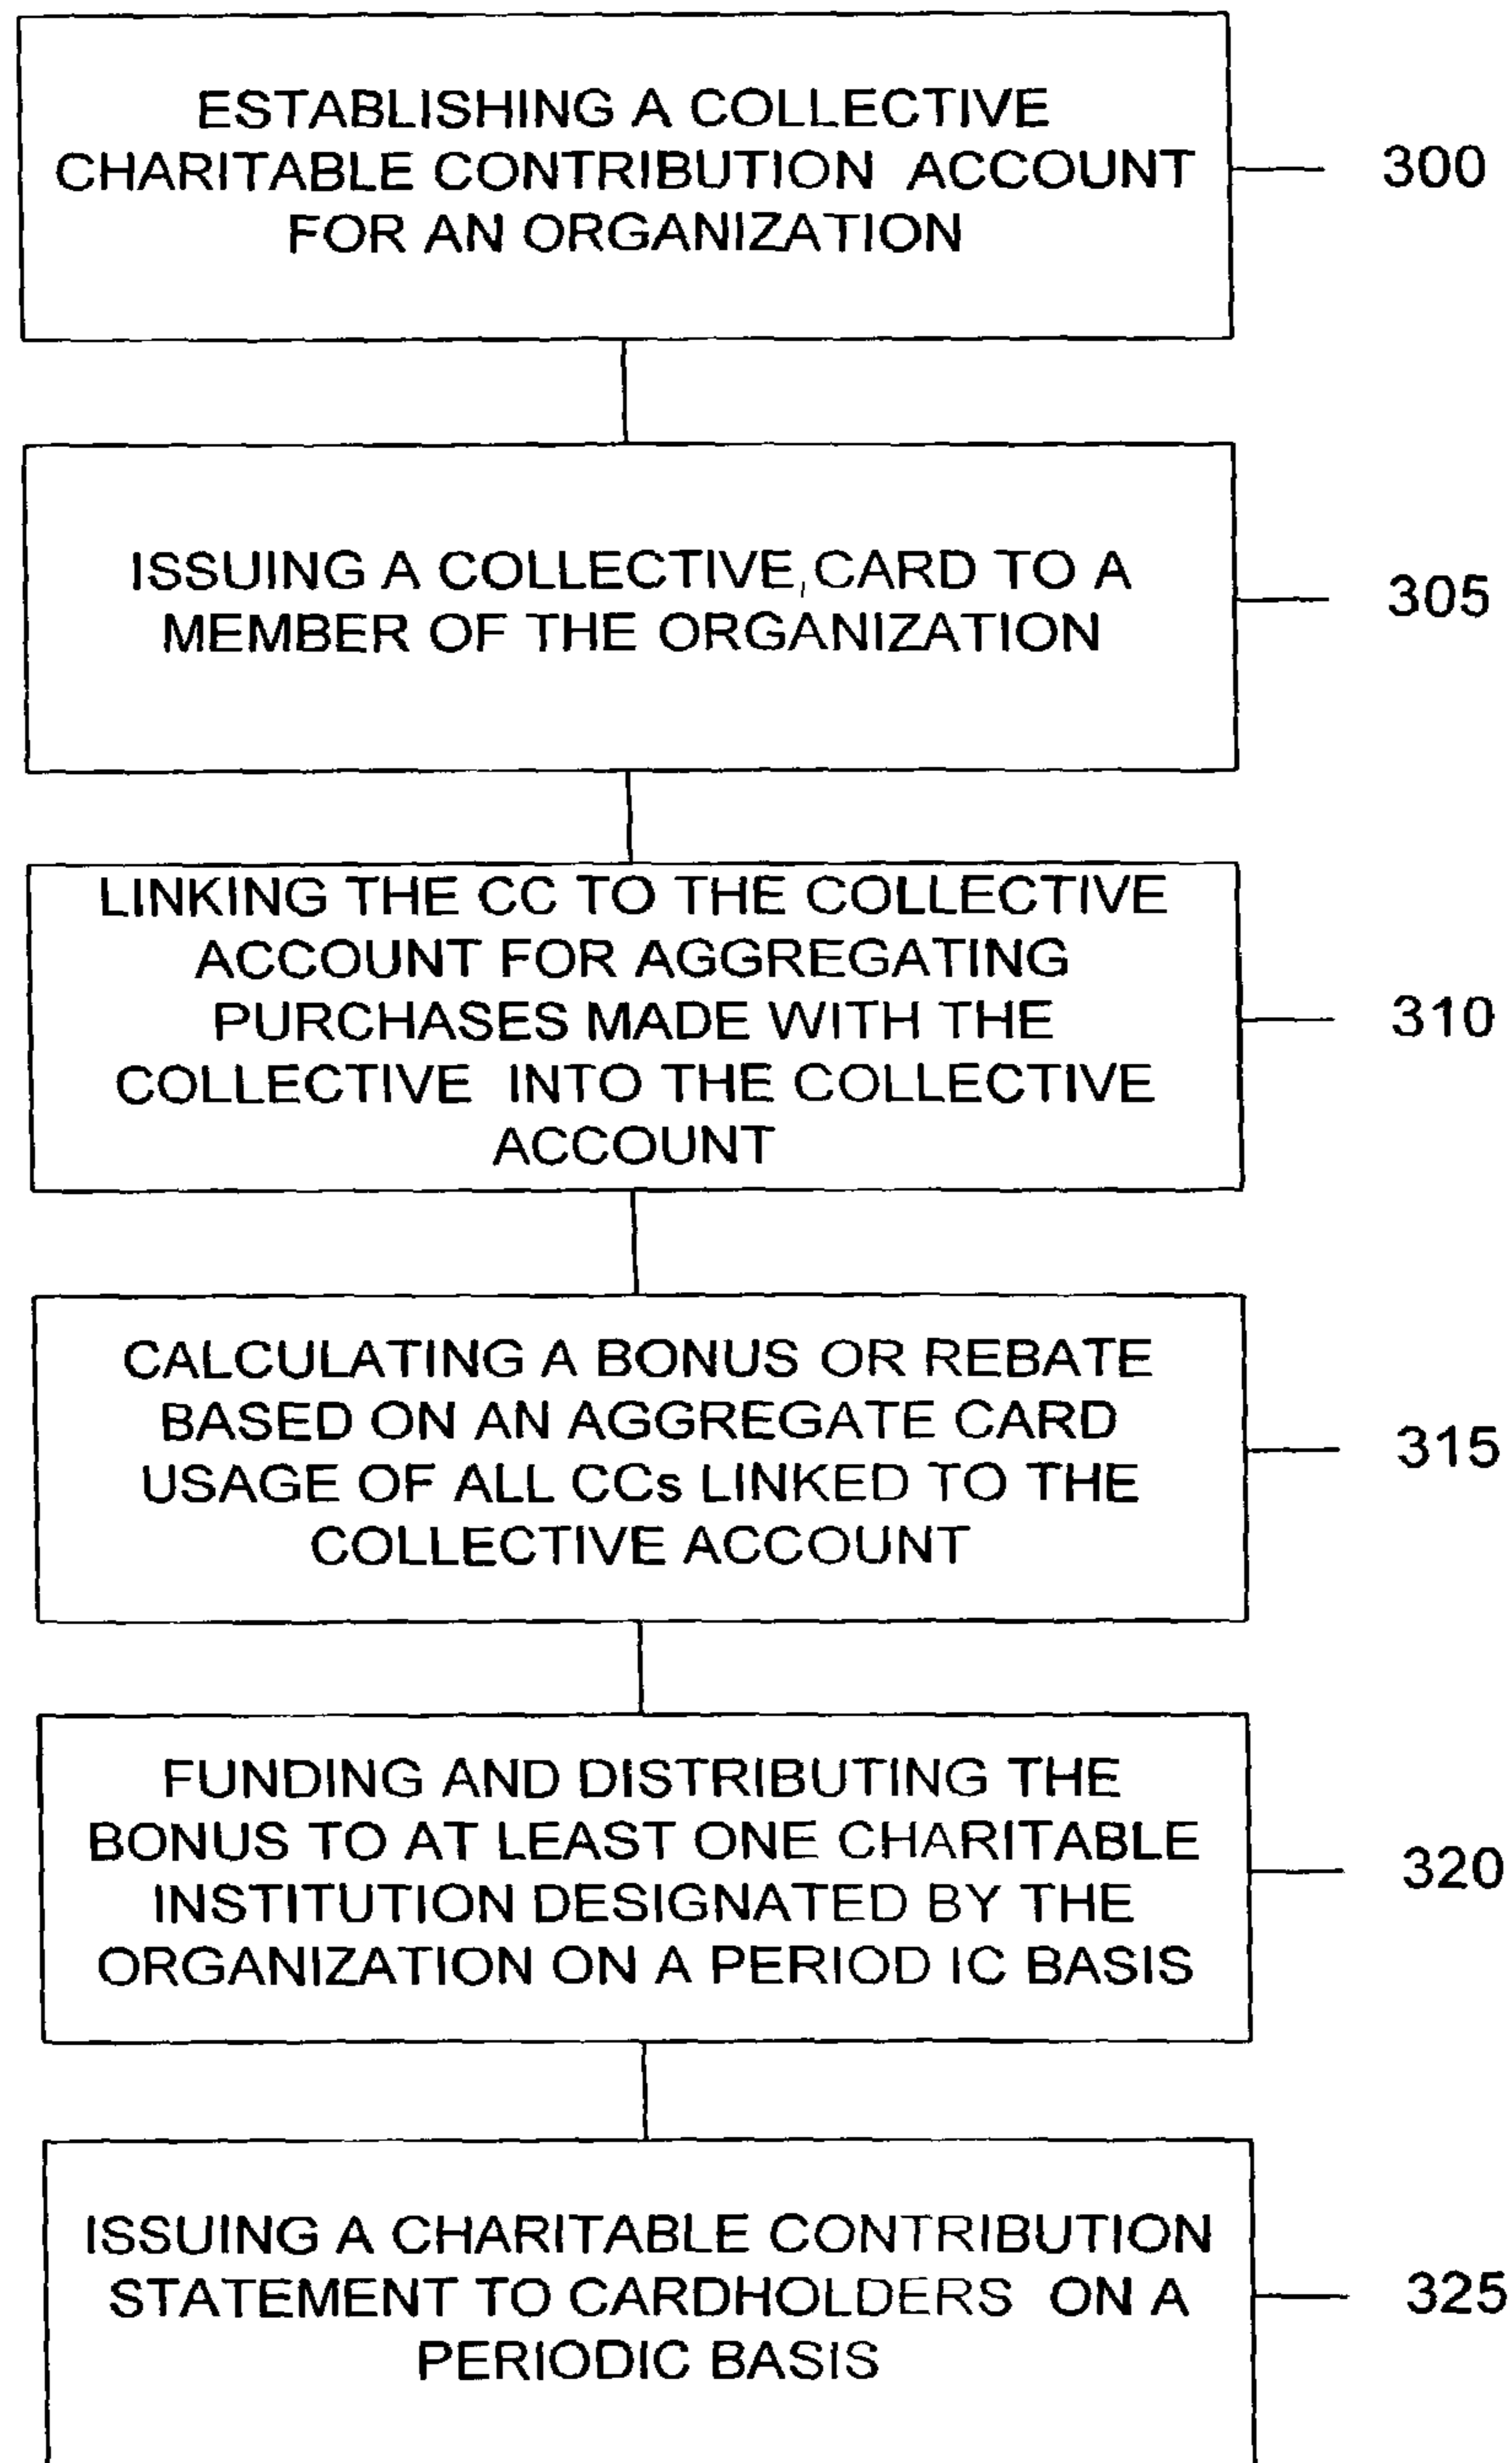 ESTABLISHING A COLLECTIVE
CHARITABLE CONTRIBUTION ACCOUNT
FOR AN ORGANIZATION
300
ISSUING A COLLECTIVE CARD TO A
MEMBER OF THE ORGANIZATION
305
LINKING THE CC TO THE COLLECTIVE
ACCOUNT FOR AGGREGATING
PURCHASES MADE WITH THE
COLLECTIVE INTO THE COLLECTIVE
ACCOUNT
310
CALCULATING A BONUS OR REBATE
BASED ON AN AGGREGATE CARD
USAGE OF ALL CCs LINKED TO THE
COLLECTIVE ACCOUNT
315
FUNDING AND DISTRIBUTING THE
BONUS TO AT LEAST ONE CHARITABLE
INSTITUTION DESIGNATED BY THE
ORGANIZATION ON A PERIOD IC BASIS
320
ISSUING A CHARITABLE CONTRIBUTION
STATEMENT TO CARDHOLDERS ON A
PERIODIC BASIS
325